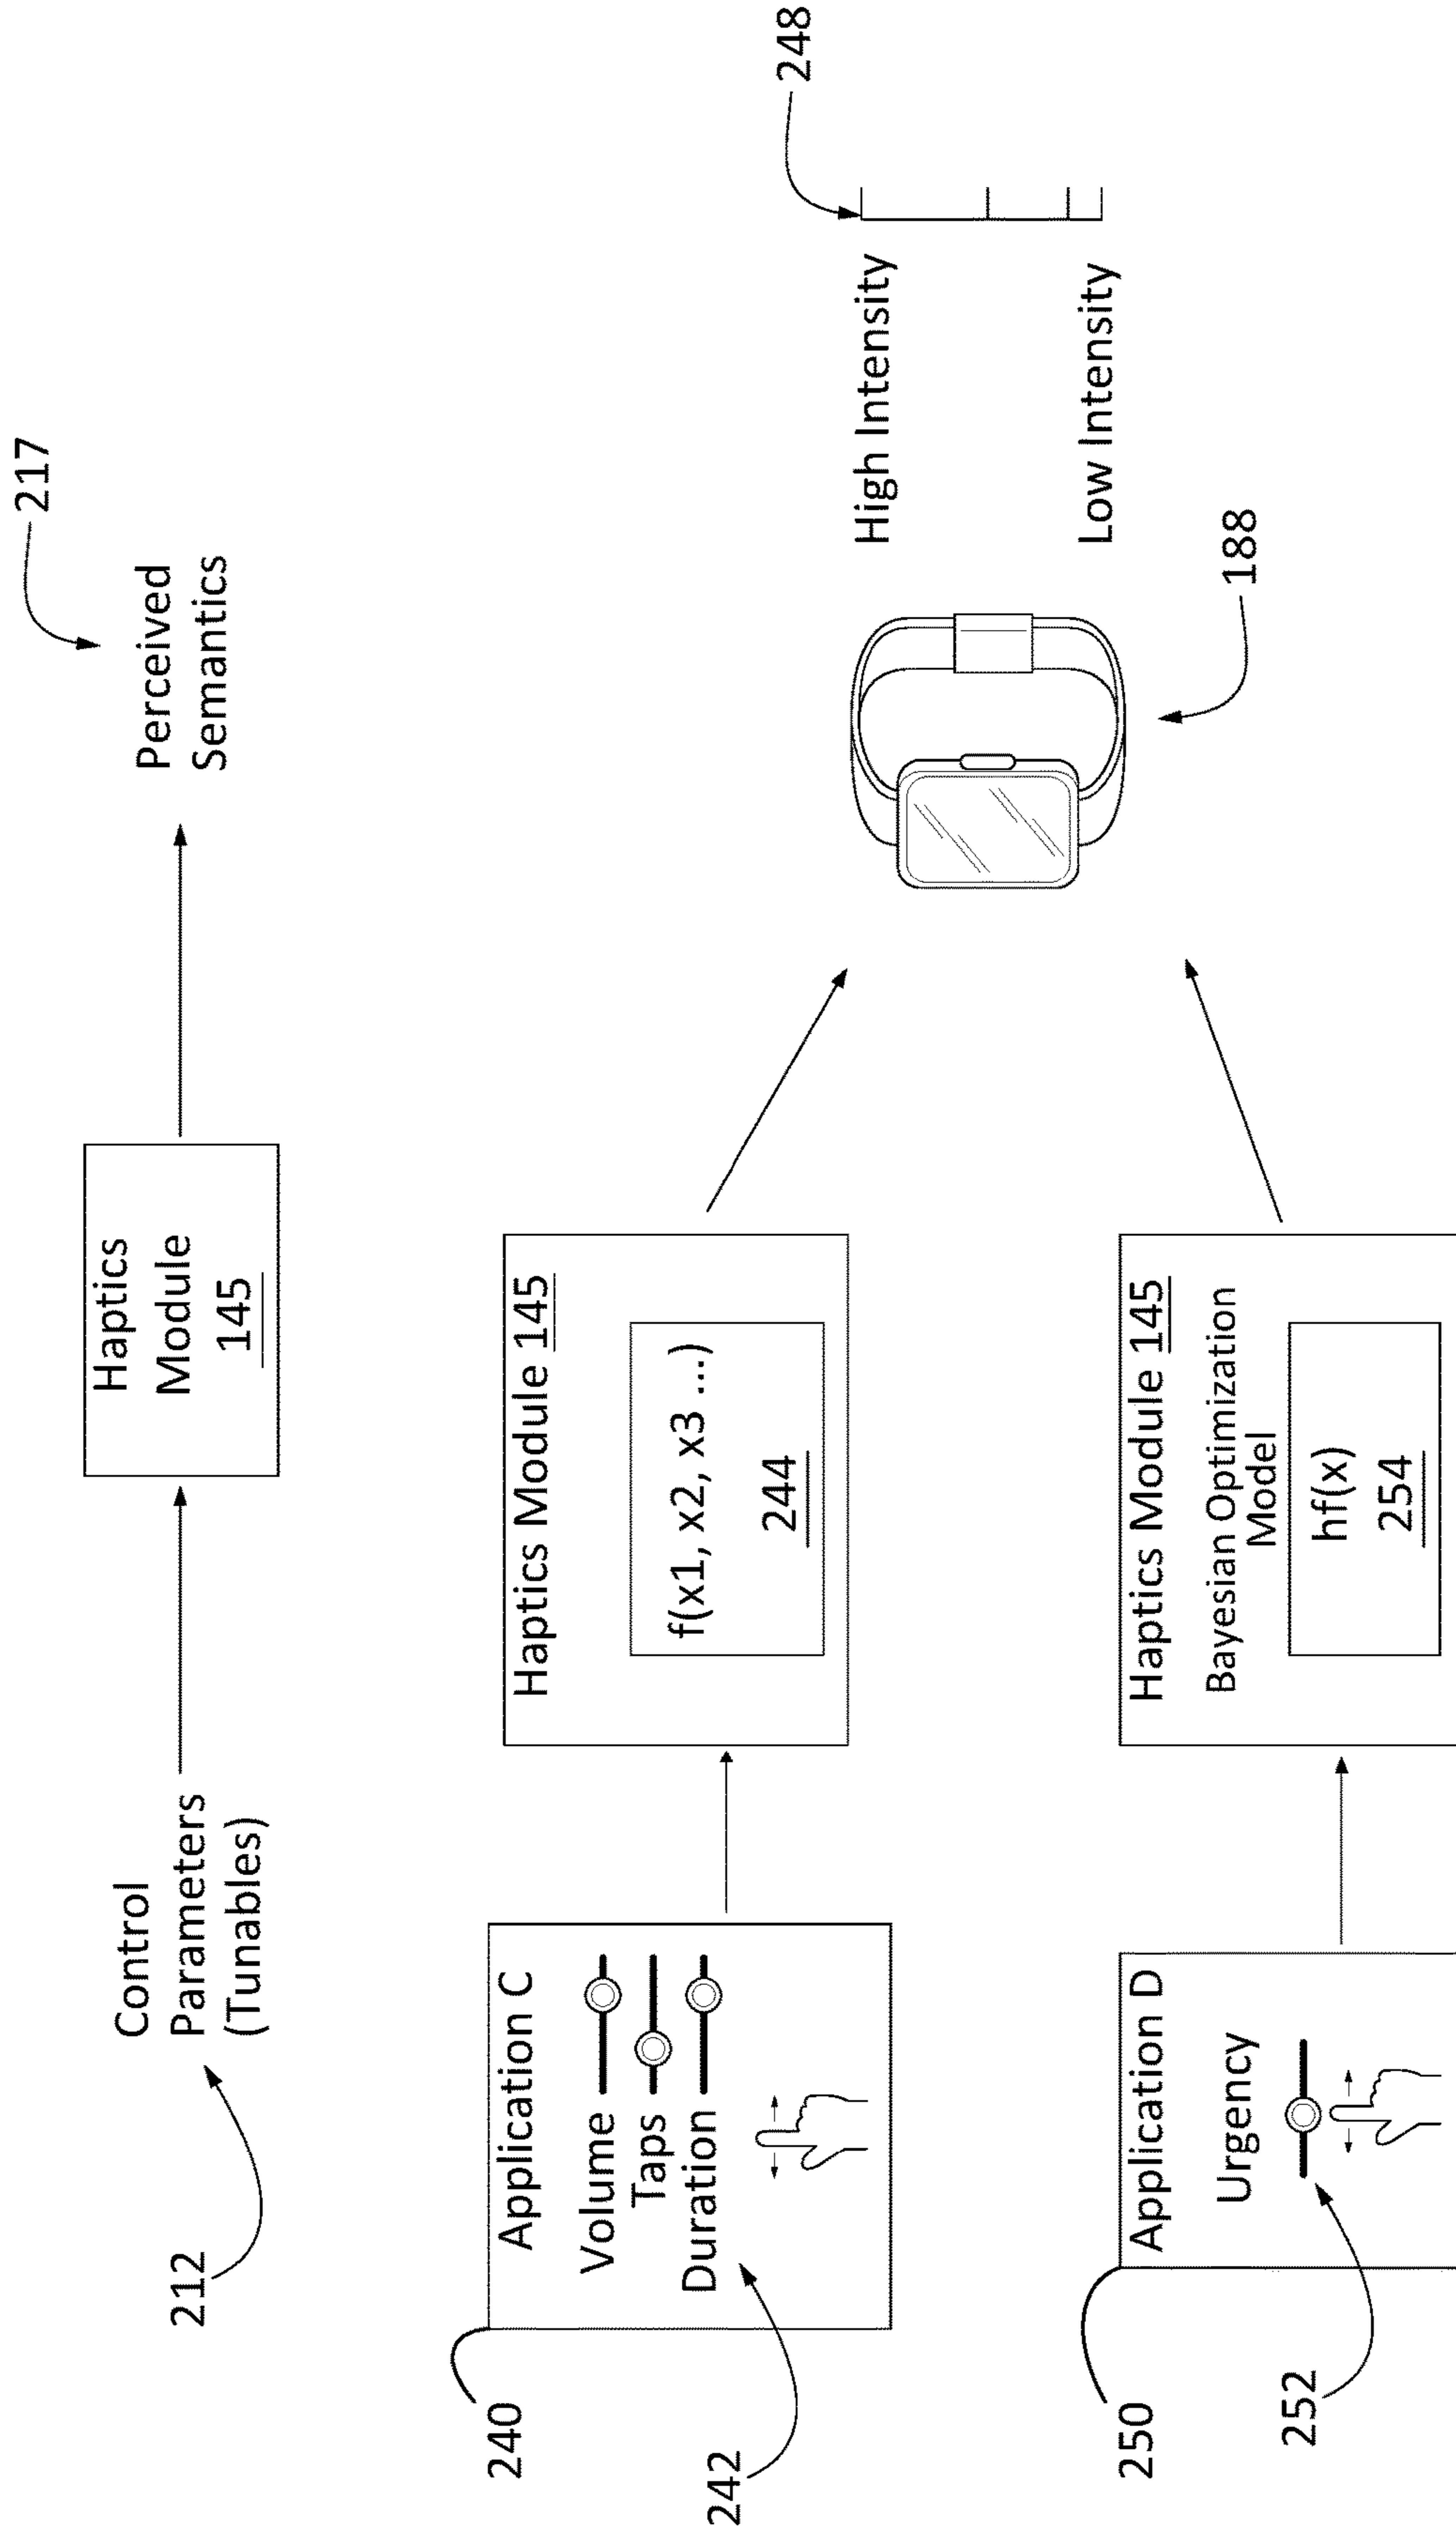 212
Control
Parameters
(Tunables)
Haptics
Module
145
Perceived
Semantics
217
240
Application C
Volume
Taps
Duration
242
Haptics Module 145
f(x1, x2, x3 ...)
244
250
Application D
Urgency
252
Haptics Module 145
Bayesian Optimization
Model
hf(x)
254
188
High Intensity
Low Intensity
248